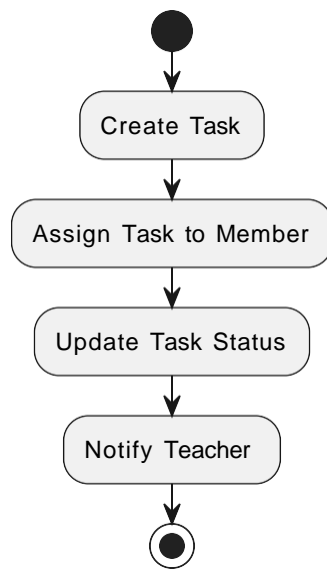 Create Task
Assign Task to Member
Update Task Status
Notify Teacher